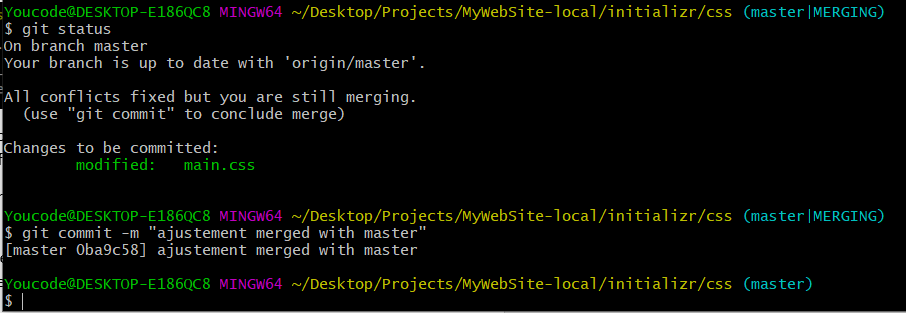 Youcode@DESKTOP-E186QC8 MINGW64 ~/Desktop/Projects/MyWebSite-local/initializr/css (master|MERGING)
$ git status
On branch master
Your branch is up to date with 'origin/master'.
All conflicts fixed but you are still merging.
(use "git commit" to conclude merge)
Changes to be committed:
modified:   main.css
Youcode@DESKTOP-E186QC8 MINGW64 ~/Desktop/Projects/MyWebSite-local/initializr/css (master|MERGING)
$ git commit -m "ajustement merged with master"
[master 0ba9c58] ajustement merged with master
Youcode@DESKTOP-E186QC8 MINGW64 ~/Desktop/Projects/MyWebSite-local/initializr/css (master)
$